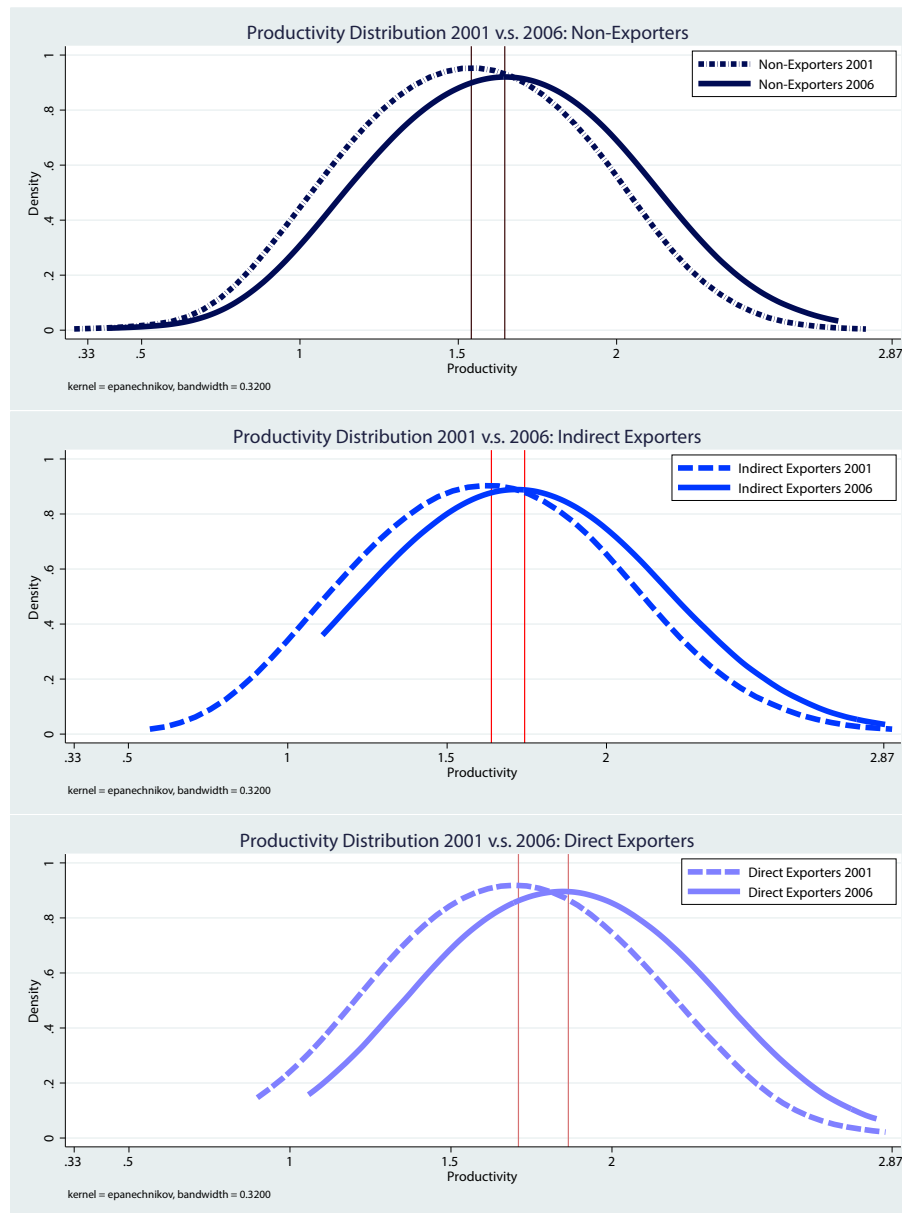 Productivity Distribution 2001 v.s. 2006: Non-Exporters
Non-Exporters 2001
Non-Exporters 2006
Density
1
.8
.6
.4
.2
0
.33 .5 1 1.5 2 2.87
Productivity
kernel = epanechnikov, bandwidth = 0.3200
Productivity Distribution 2001 v.s. 2006: Indirect Exporters
Indirect Exporters 2001
Indirect Exporters 2006
Density
1
.8
.6
.4
.2
0
.33 .5 1 1.5 2 2.87
Productivity
kernel = epanechnikov, bandwidth = 0.3200
Productivity Distribution 2001 v.s. 2006: Direct Exporters
Direct Exporters 2001
Direct Exporters 2006
Density
1
.8
.6
.4
.2
0
.33 .5 1 1.5 2 2.87
Productivity
kernel = epanechnikov, bandwidth = 0.3200